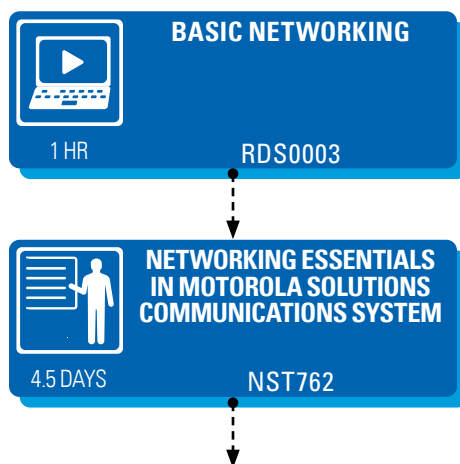 BASIC NETWORKING
1 HR
RDS0003
NETWORKING ESSENTIALS
IN MOTOROLA SOLUTIONS
COMMUNICATIONS SYSTEM
4.5 DAYS
NST762